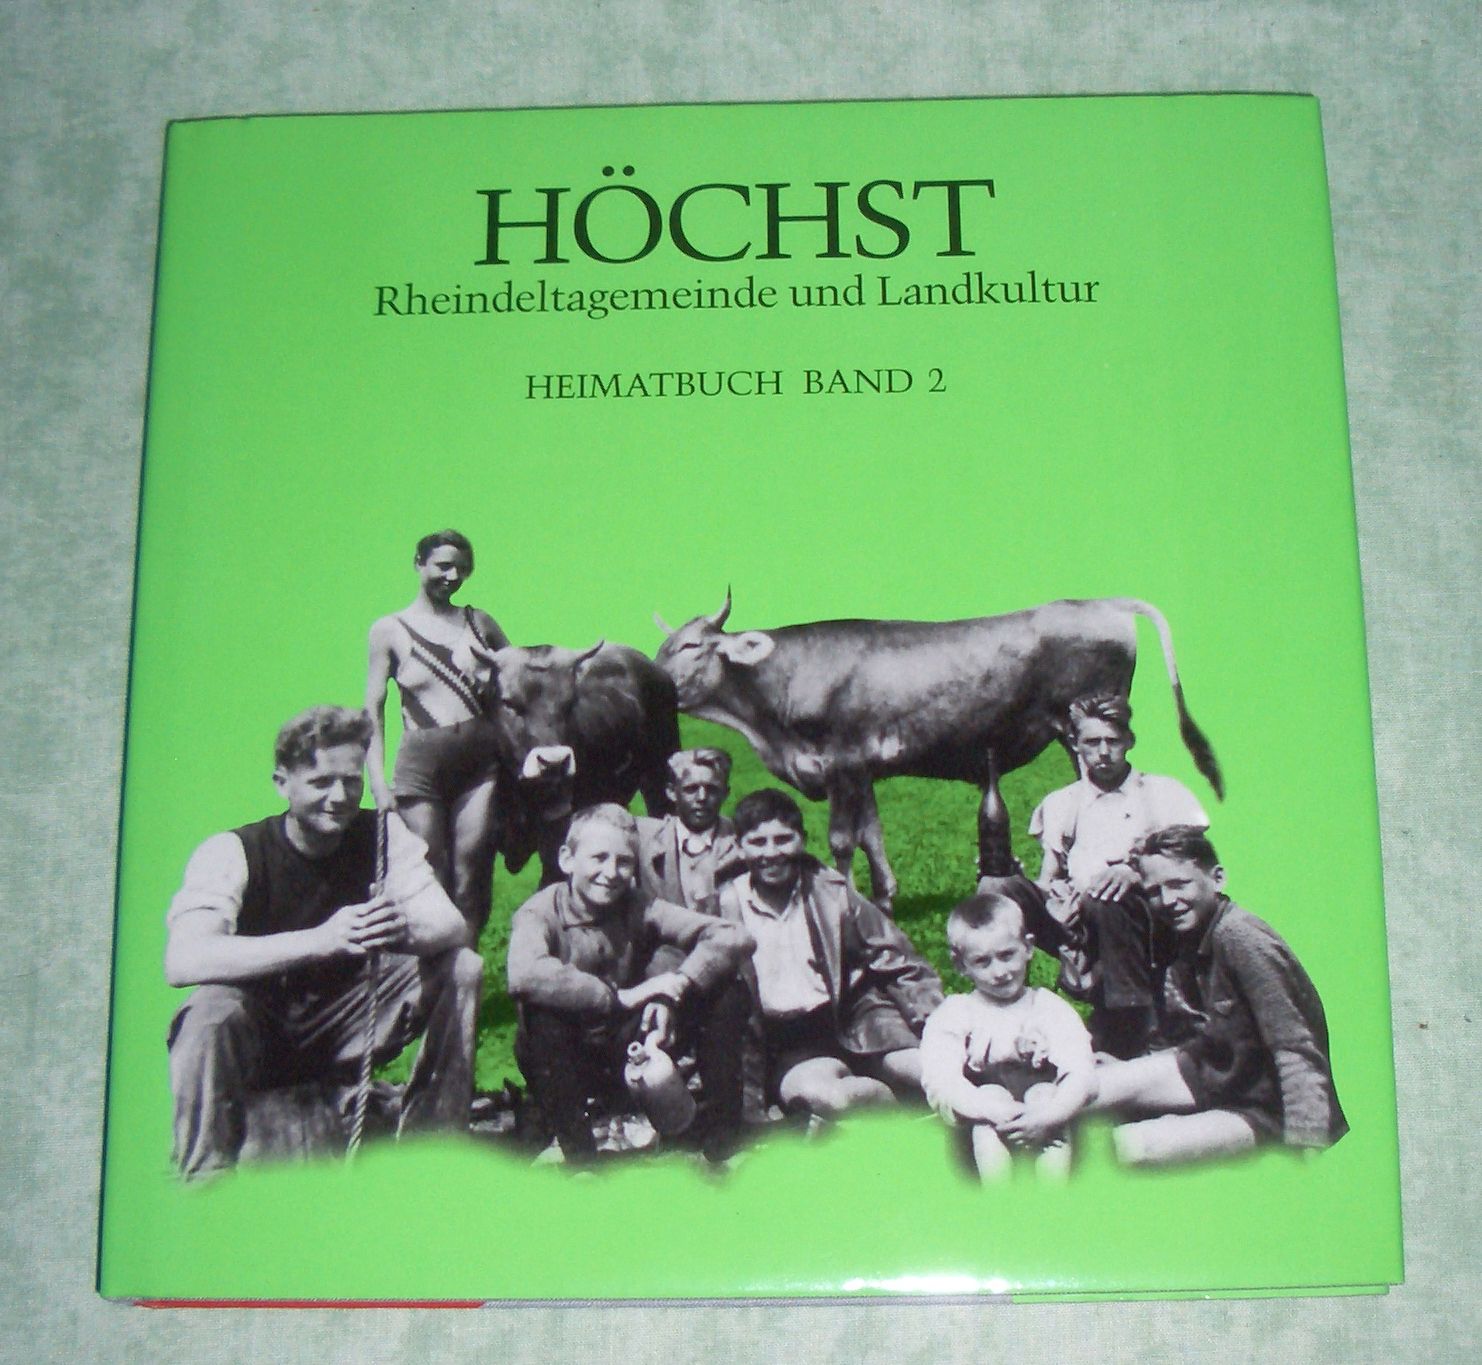 HÖCHST
Rheindeltagemeinde und Landkultur
HEIMATBUCH BAND 2